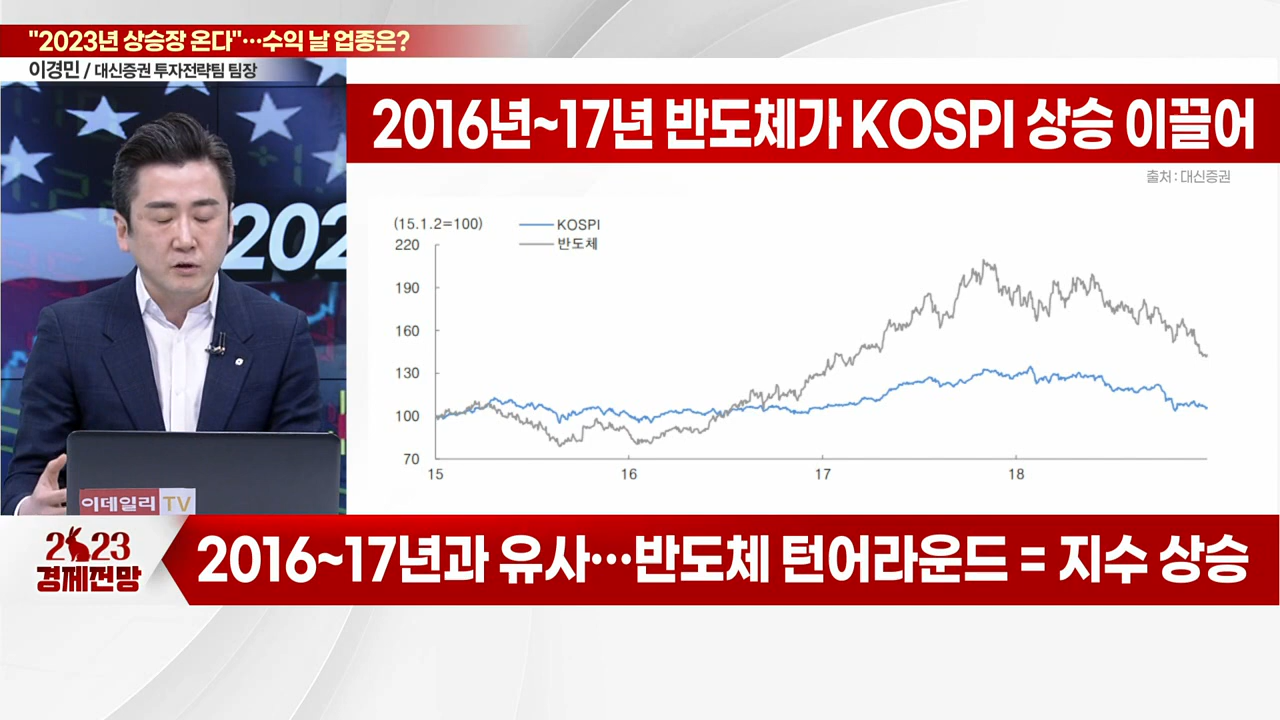 "2023년 상승장 온다"…수익 날 업종은?
이경민 / 대신증권 투자전략팀 팀장
2016년~17년 반도체가 KOSPI 상승 이끌어
출처 : 대신증권
202
(15.1.2=100)
KOSPI
반도체
220
190
160
130
100
70
15 16 17 18
이데일리 TV
2023
경제전망
2016~17년과 유사…반도체 턴어라운드 = 지수 상승